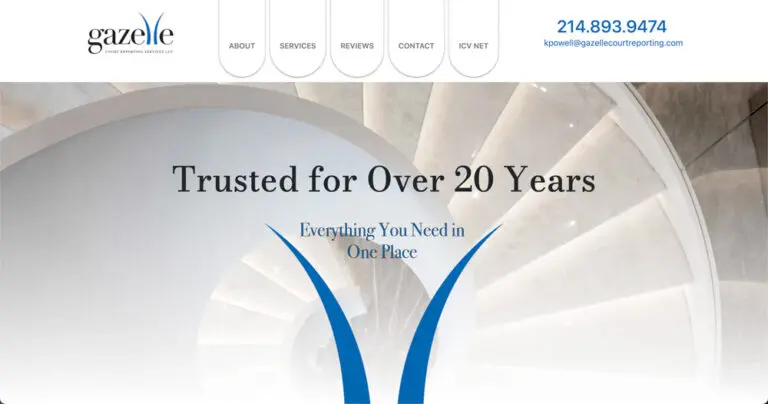 gazelle
COURT REPORTING SERVICES LLC
ABOUT
SERVICES
REVIEWS
CONTACT
ICV NET
214.893.9474
kpowell@gazellecourtreporting.com
Trusted for Over 20 Years
Everything You Need in
One Place